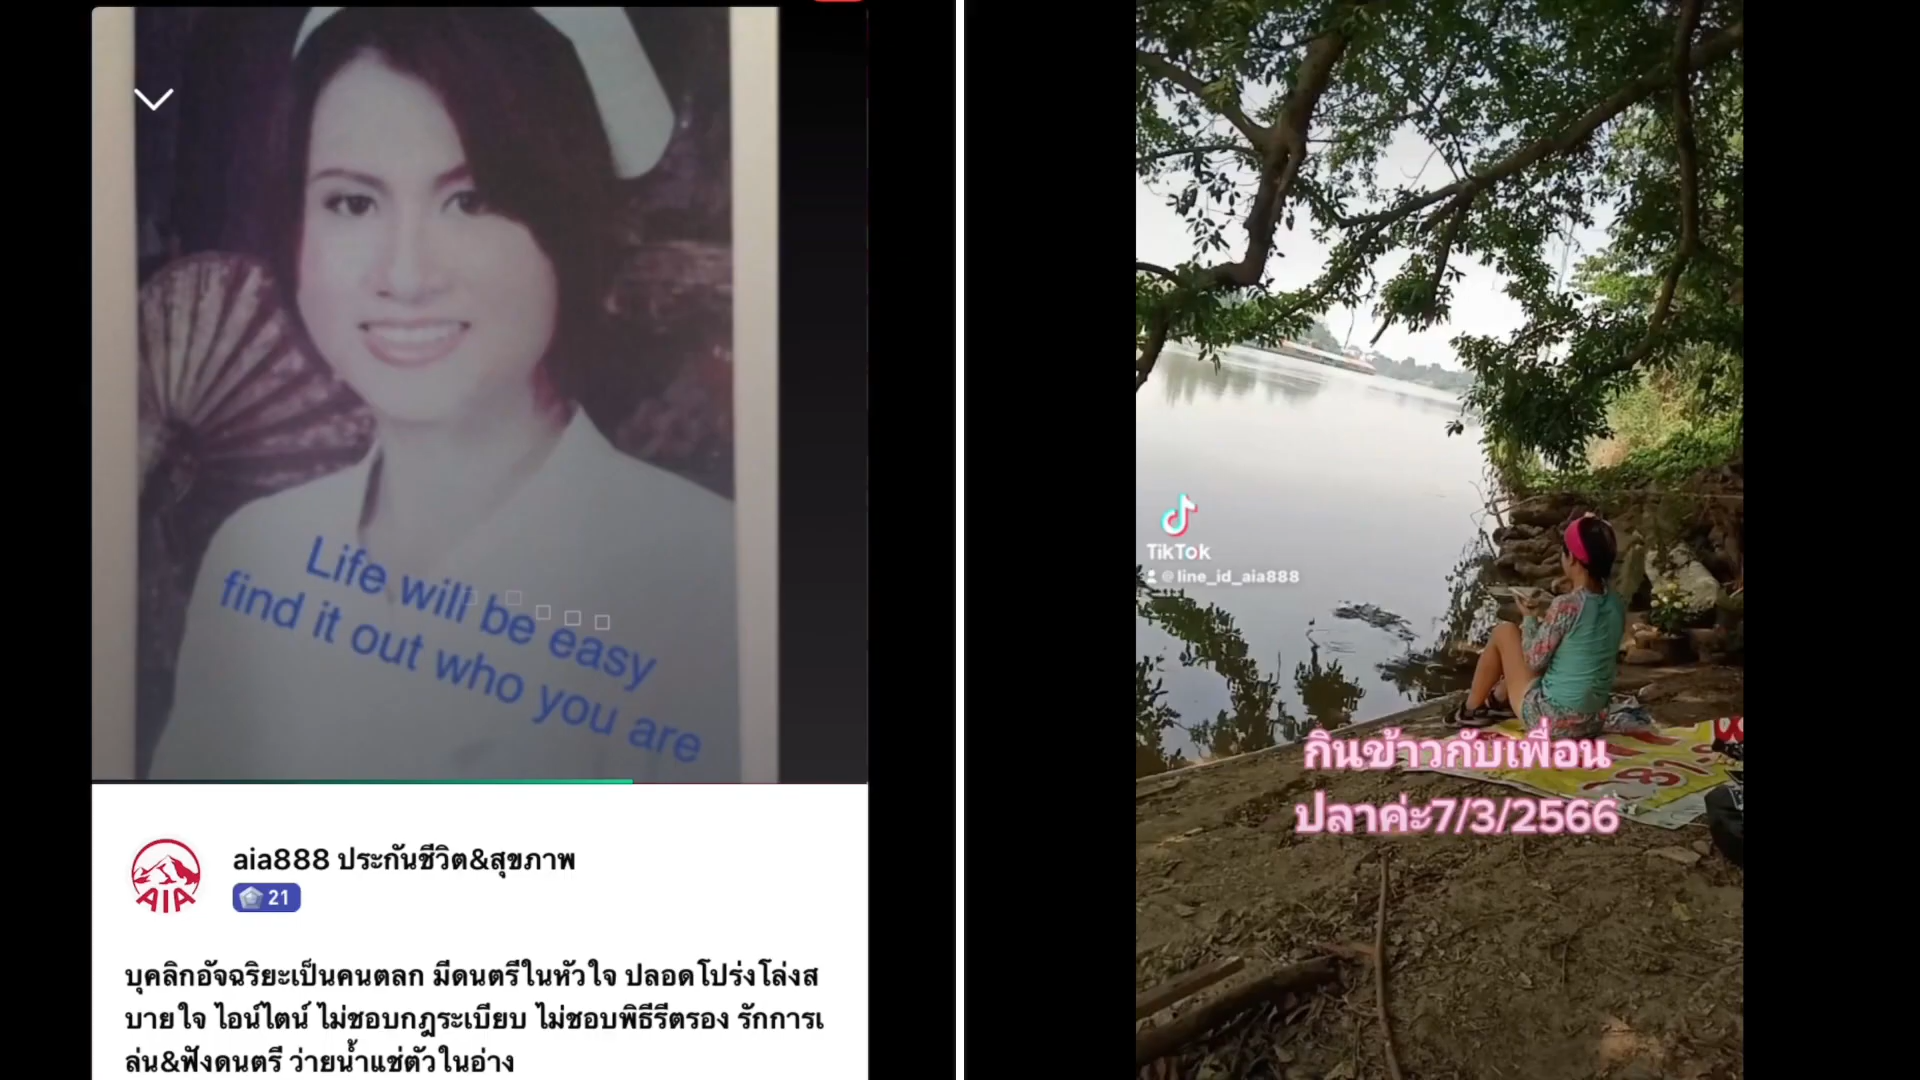 Life will be easy
find it out who you are
AIA
aia888 ประกันชีวิต&สุขภาพ
21
บุคลิกอัจฉริยะเป็นคนตลก มีดนตรีในหัวใจ ปลอดโปร่งโล่งส
บายใจ ไอน์ไตน์ ไม่ชอบกฎระเบียบ ไม่ชอบพิธีรีตรอง รักการเ
ล่น&ฟังดนตรี ว่ายน้ำแช่ตัวในอ่าง
TikTok
@line_id_aia888
กินข้าวกับเพื่อน
ปลาค่ะ7/3/2566